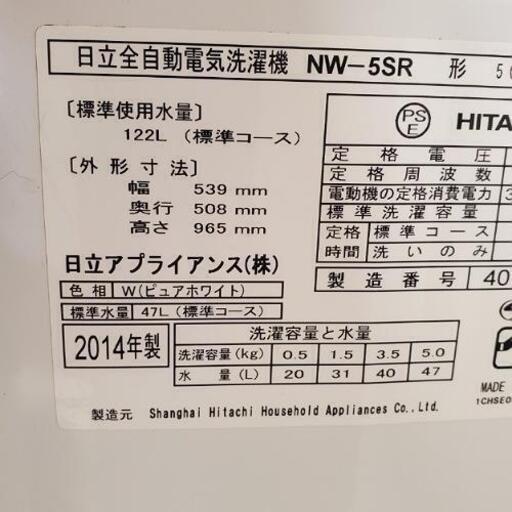 日立全自動電気洗濯機 NW-5SR 形 50
〔標準使用水量〕
122L (標準コース)
〔外形寸法〕
幅 539 mm
奥行 508 mm
高さ 965 mm
日立アプライアンス(株)
色相 W(ピュアホワイト)
標準水量 47L (標準コース)
2014年製
洗濯容量と水量
洗濯容量(kg) 0.5 1.5 3.5 5.0
水量(L) 20 31 40 47
製造元 Shanghai Hitachi Household Appliances Co.,Ltd.
PSE HITA
定格電圧
定格周波数
電動機の定格消費電力 3
標準洗濯容量
定格時間 標準コース
洗いのみ
製造番号 40
MADE
1CHSE0